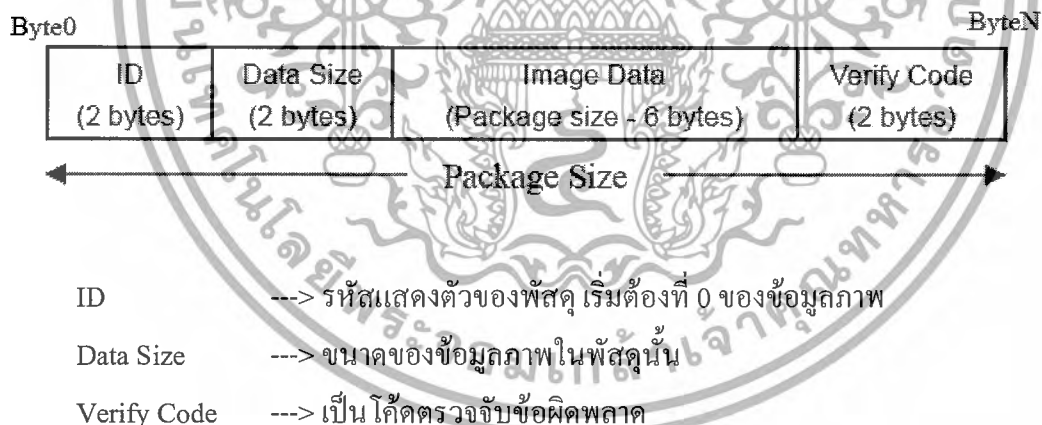 Byte0 ByteN
ID Data Size Image Data Verify Code
(2 bytes) (2 bytes) (Package size - 6 bytes) (2 bytes)
Package Size
ID ---> รหัสแสดงตัวของพัสดุ เริ่มต้องที่ 0 ของข้อมูลภาพ
Data Size ---> ขนาดของข้อมูลภาพในพัสดุนั้น
Verify Code ---> เป็นโค้ดตรวจจับข้อผิดพลาด